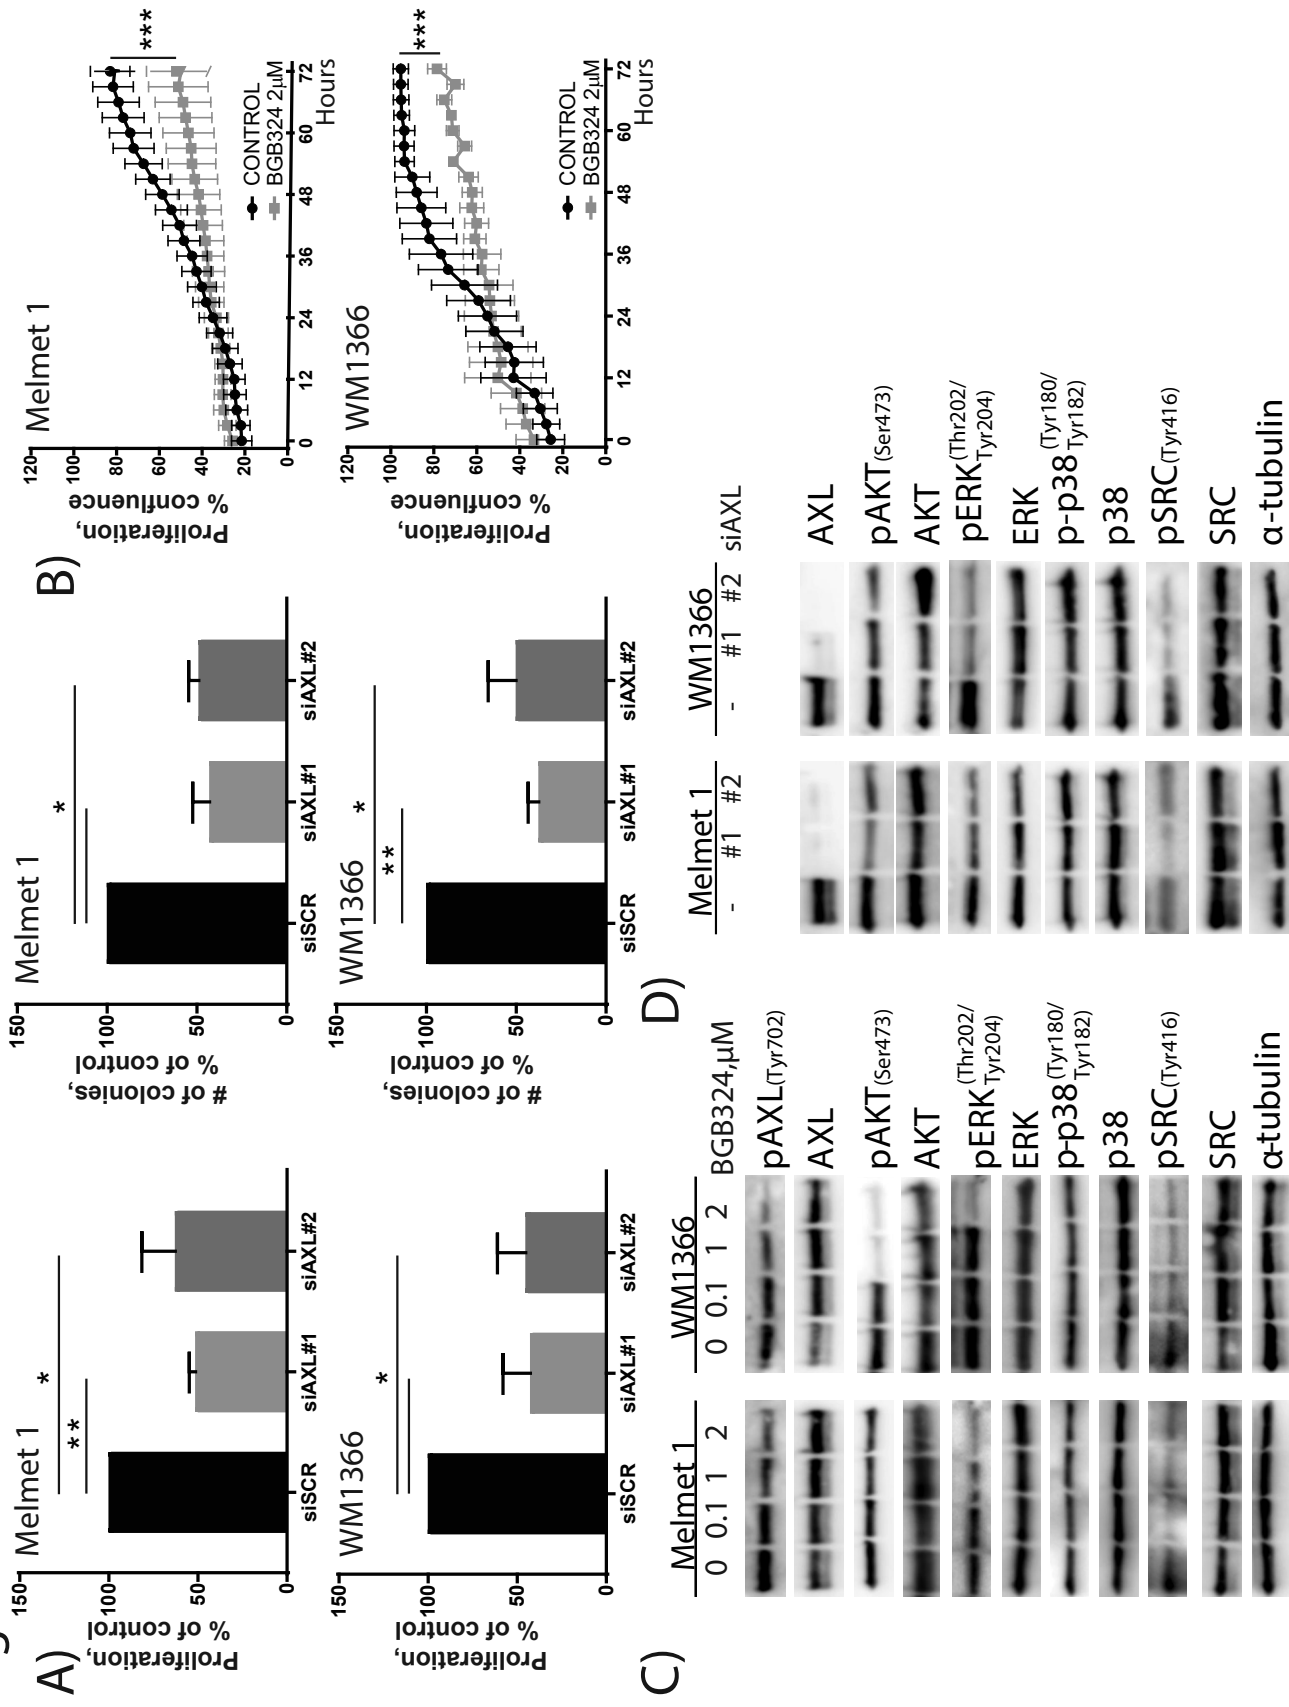 A)
Melmet 1
Proliferation,
% of control
150
100
50
0
*
**
siSCR
siAXL#1
siAXL#2
Melmet 1
# of colonies,
% of control
150
100
50
0
*
siSCR
siAXL#1
siAXL#2
WM1366
Proliferation,
% of control
150
100
50
0
*
siSCR
siAXL#1
siAXL#2
WM1366
# of colonies,
% of control
150
100
50
0
*
**
siSCR
siAXL#1
siAXL#2
B)
Melmet 1
Proliferation,
% confluence
120
100
80
60
40
20
0
0 12 24 36 48 60 72
Hours
CONTROL
BGB324 2µM
***
WM1366
Proliferation,
% confluence
120
100
80
60
40
20
0
0 12 24 36 48 60 72
Hours
CONTROL
BGB324 2µM
***
C)
Melmet 1 WM1366
0 0.1 1 2 0 0.1 1 2 BGB324,µM
pAXL(Tyr702)
AXL
pAKT(Ser473)
AKT
pERK(Thr202/Tyr204)
ERK
p-p38(Tyr180/Tyr182)
p38
pSRC(Tyr416)
SRC
α-tubulin
D)
Melmet 1 WM1366
- #1 #2 - #1 #2 siAXL
AXL
pAKT(Ser473)
AKT
pERK(Thr202/Tyr204)
ERK
p-p38(Tyr180/Tyr182)
p38
pSRC(Tyr416)
SRC
α-tubulin